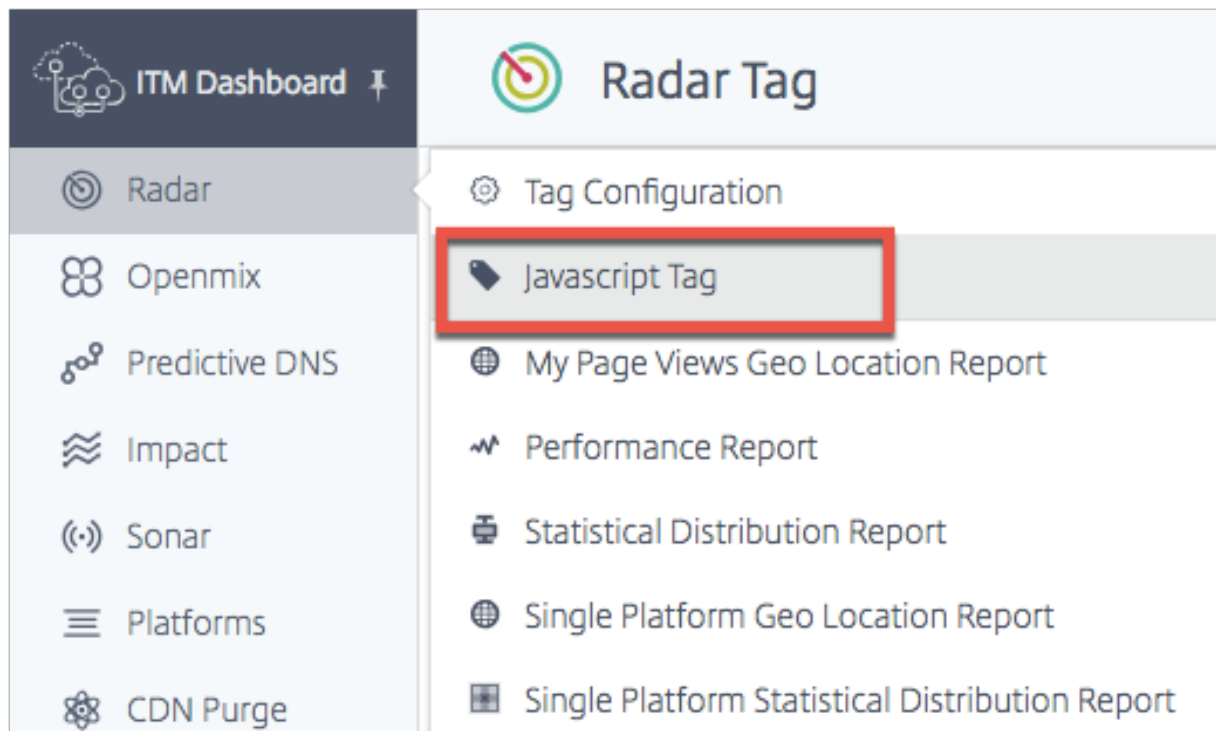 ITM Dashboard
Radar Tag
Radar
Openmix
Predictive DNS
Impact
Sonar
Platforms
CDN Purge
Tag Configuration
Javascript Tag
My Page Views Geo Location Report
Performance Report
Statistical Distribution Report
Single Platform Geo Location Report
Single Platform Statistical Distribution Report